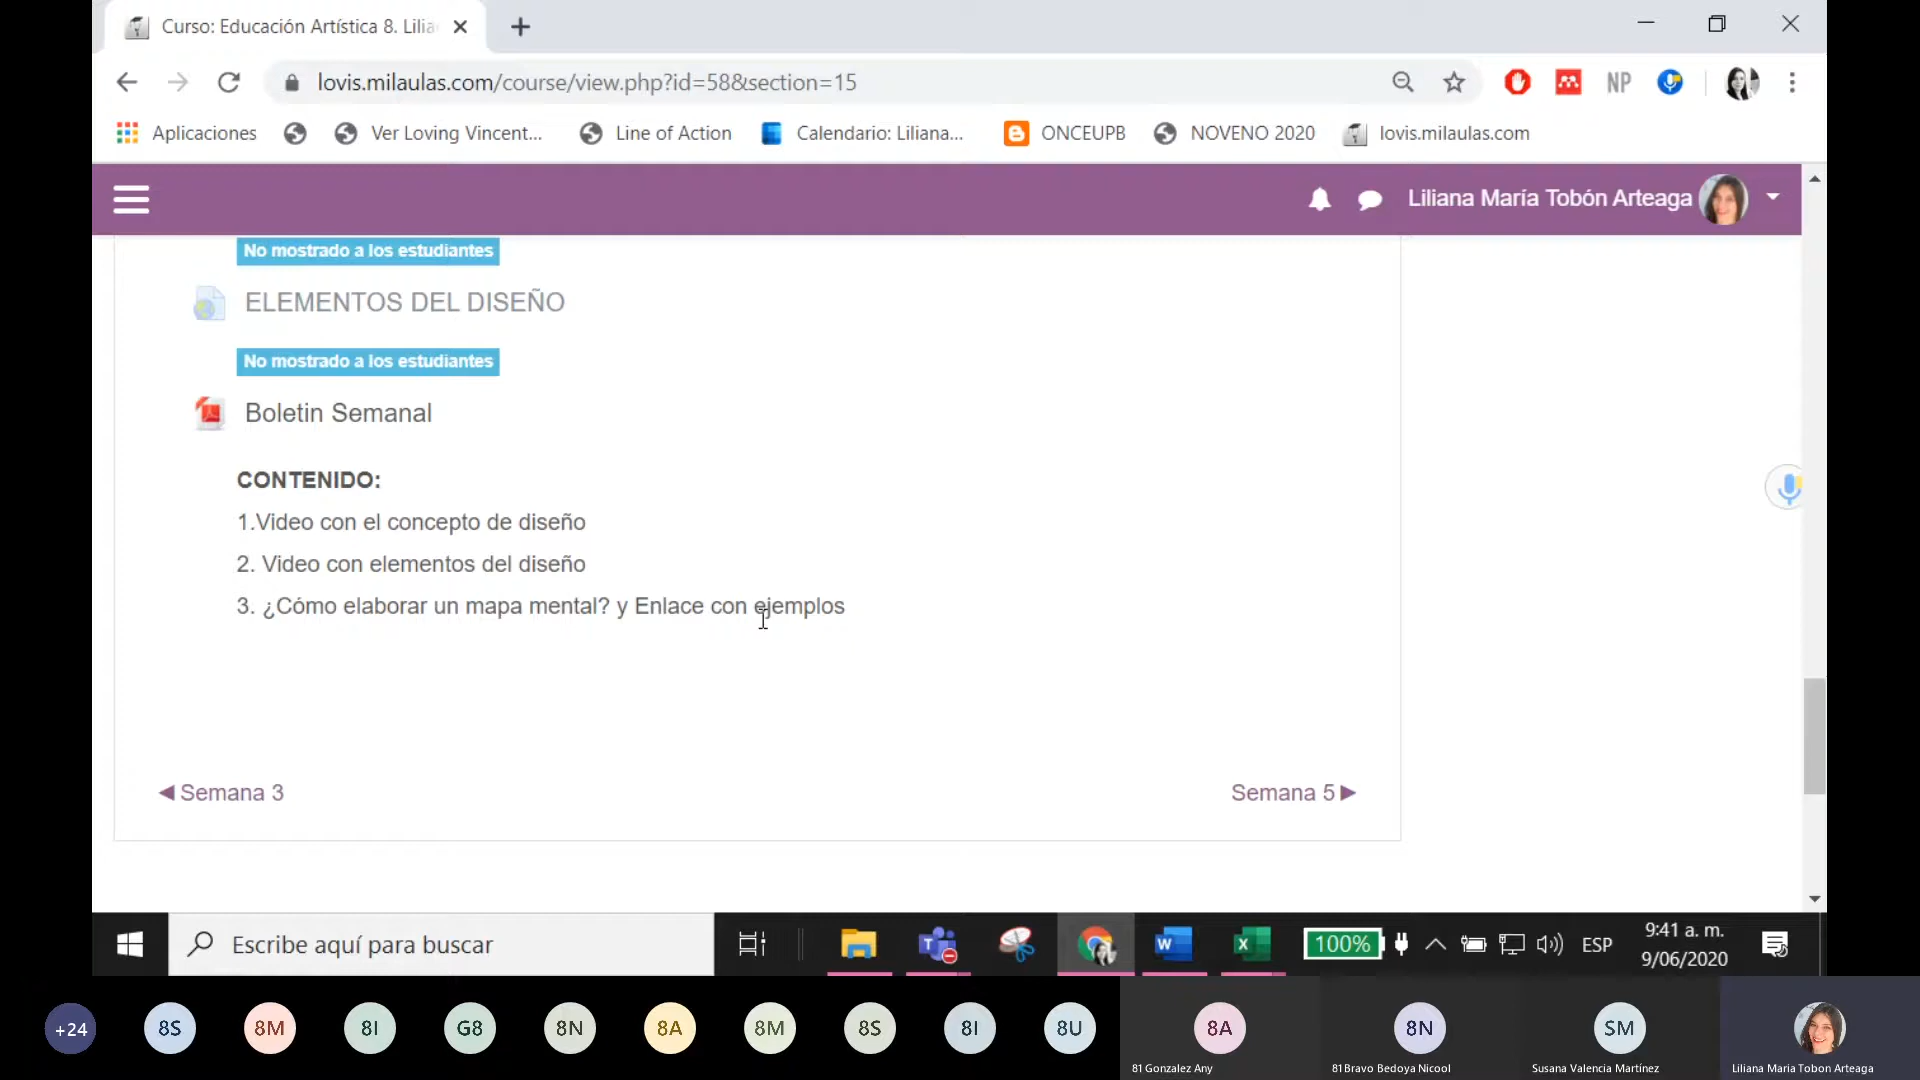 Curso: Educación Artística 8. Lilia
lovis.milaulas.com/course/view.php?id=58&section=15
NP
Aplicaciones
Ver Loving Vincent...
Line of Action
Calendario: Liliana...
ONCEUPB
NOVENO 2020
lovis.milaulas.com
Liliana María Tobón Arteaga
No mostrado a los estudiantes
ELEMENTOS DEL DISEÑO
No mostrado a los estudiantes
Boletin Semanal
CONTENIDO:
1.Video con el concepto de diseño
2. Video con elementos del diseño
3. ¿Cómo elaborar un mapa mental? y Enlace con ejemplos
◀ Semana 3
Semana 5 ▶
Escribe aquí para buscar
100%
ESP
9:41 a. m.
9/06/2020
+24
8S
8M
8I
G8
8N
8A
8M
8S
8I
8U
8A
81 Gonzalez Any
8N
81 Bravo Bedoya Nicool
SM
Susana Valencia Martínez
Liliana Maria Tobon Arteaga